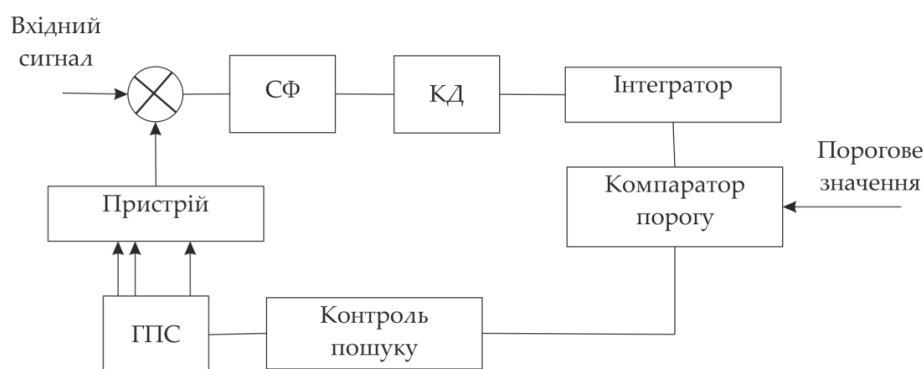 Вхідний
сигнал
СФ
КД
Інтегратор
Порогове
значення
Компаратор
порогу
Пристрій
ГПС
Контроль
пошуку